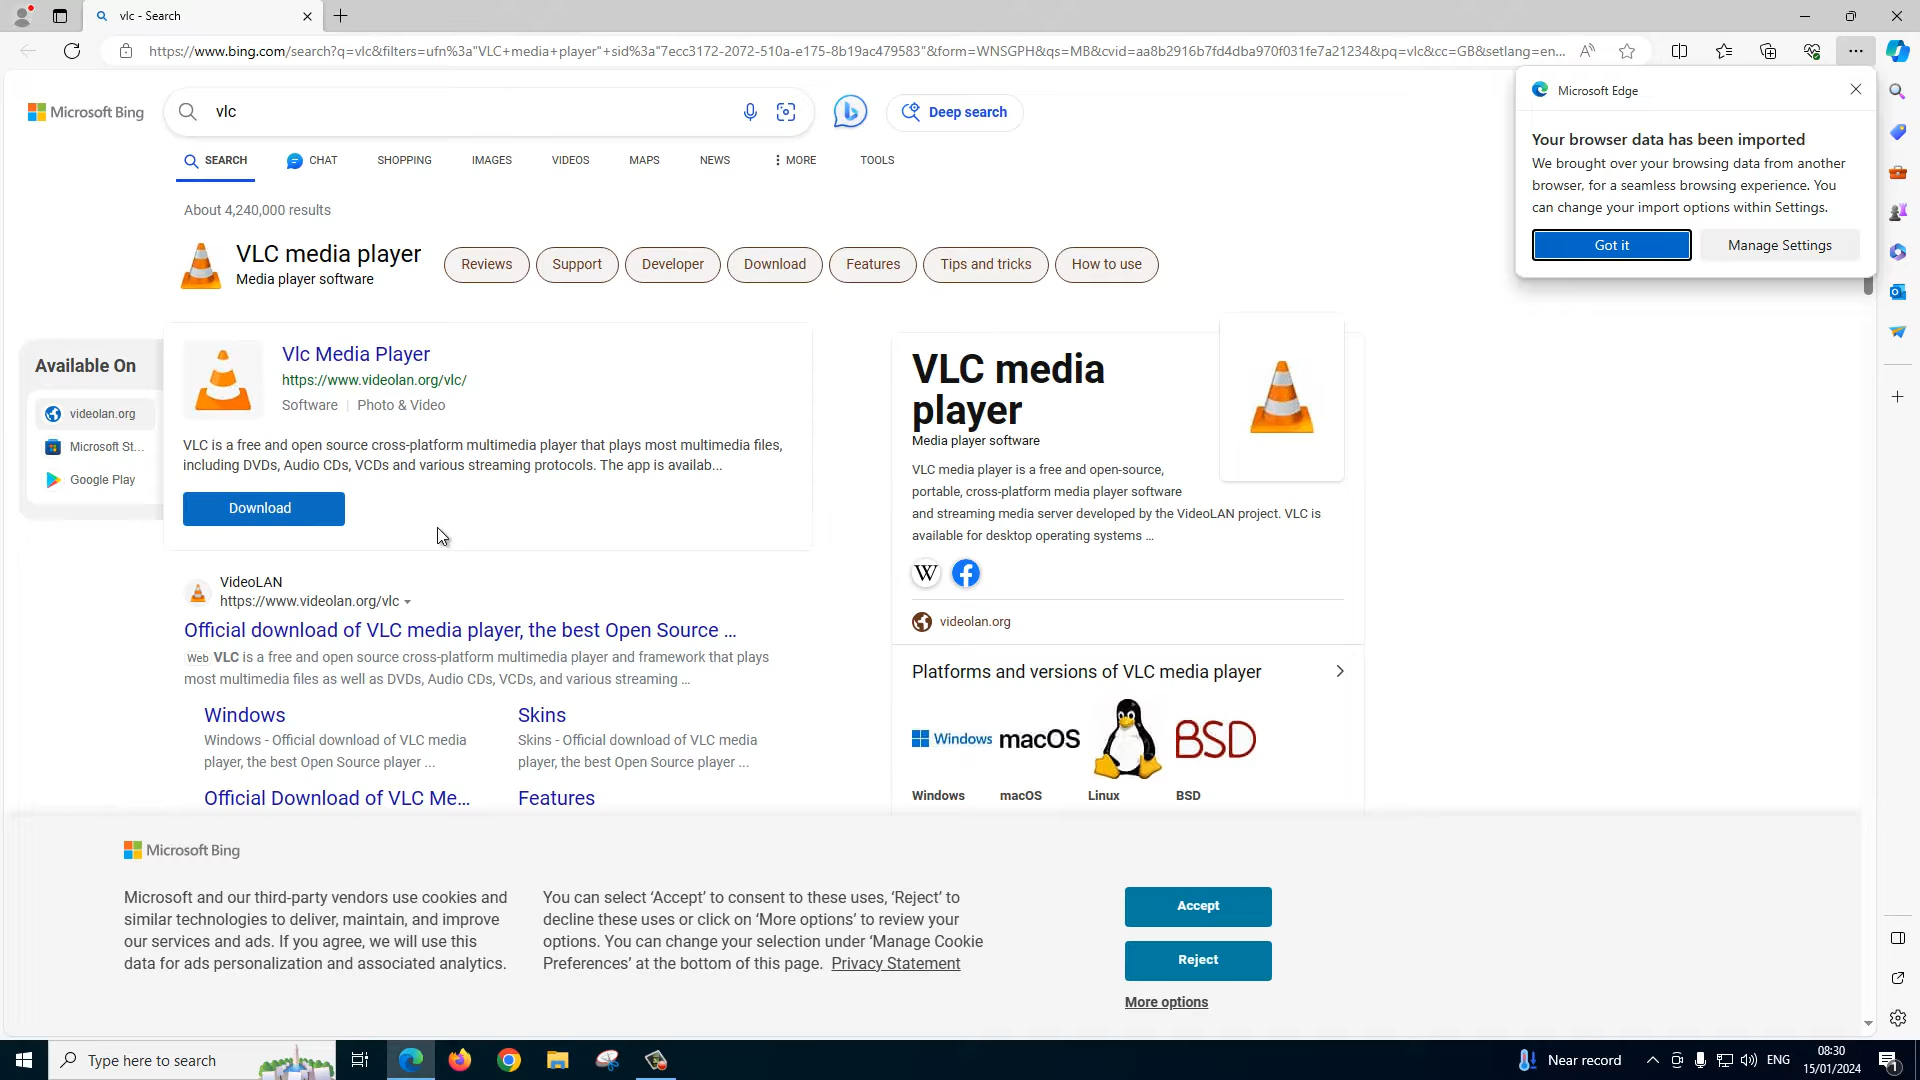 vlc - Search
https://www.bing.com/search?q=vlc&filters=ufn%3a"VLC+media+player"+sid%3a"7ecc3172-2072-510a-e175-8b19ac479583"&form=WNSGPH&qs=MB&cvid=aa8b2916b7fd4dba970f031fe7a21234&pq=vlc&cc=GB&setlang=en...
Microsoft Edge
Your browser data has been imported
We brought over your browsing data from another
browser, for a seamless browsing experience. You
can change your import options within Settings.
Got it
Manage Settings
Microsoft Bing
vlc
Deep search
SEARCH
CHAT
SHOPPING
IMAGES
VIDEOS
MAPS
NEWS
MORE
TOOLS
About 4,240,000 results
VLC media player
Media player software
Reviews
Support
Developer
Download
Features
Tips and tricks
How to use
Available On
videolan.org
Microsoft St...
Google Play
Vlc Media Player
https://www.videolan.org/vlc/
Software | Photo & Video
VLC is a free and open source cross-platform multimedia player that plays most multimedia files,
including DVDs, Audio CDs, VCDs and various streaming protocols. The app is availab...
Download
VideoLAN
https://www.videolan.org/vlc
Official download of VLC media player, the best Open Source ...
Web VLC is a free and open source cross-platform multimedia player and framework that plays
most multimedia files as well as DVDs, Audio CDs, VCDs, and various streaming ...
Windows
Windows - Official download of VLC media
player, the best Open Source player ...
Skins
Skins - Official download of VLC media
player, the best Open Source player ...
Official Download of VLC Me...
Features
VLC media
player
Media player software
VLC media player is a free and open-source,
portable, cross-platform media player software
and streaming media server developed by the VideoLAN project. VLC is
available for desktop operating systems ...
W
videolan.org
Platforms and versions of VLC media player
Windows
macOS
BSD
Windows
macOS
Linux
BSD
Microsoft Bing
Microsoft and our third-party vendors use cookies and
similar technologies to deliver, maintain, and improve
our services and ads. If you agree, we will use this
data for ads personalization and associated analytics.
You can select ‘Accept’ to consent to these uses, ‘Reject’ to
decline these uses or click on ‘More options’ to review your
options. You can change your selection under ‘Manage Cookie
Preferences’ at the bottom of this page. Privacy Statement
Accept
Reject
More options
Type here to search
Near record
ENG
08:30
15/01/2024
1